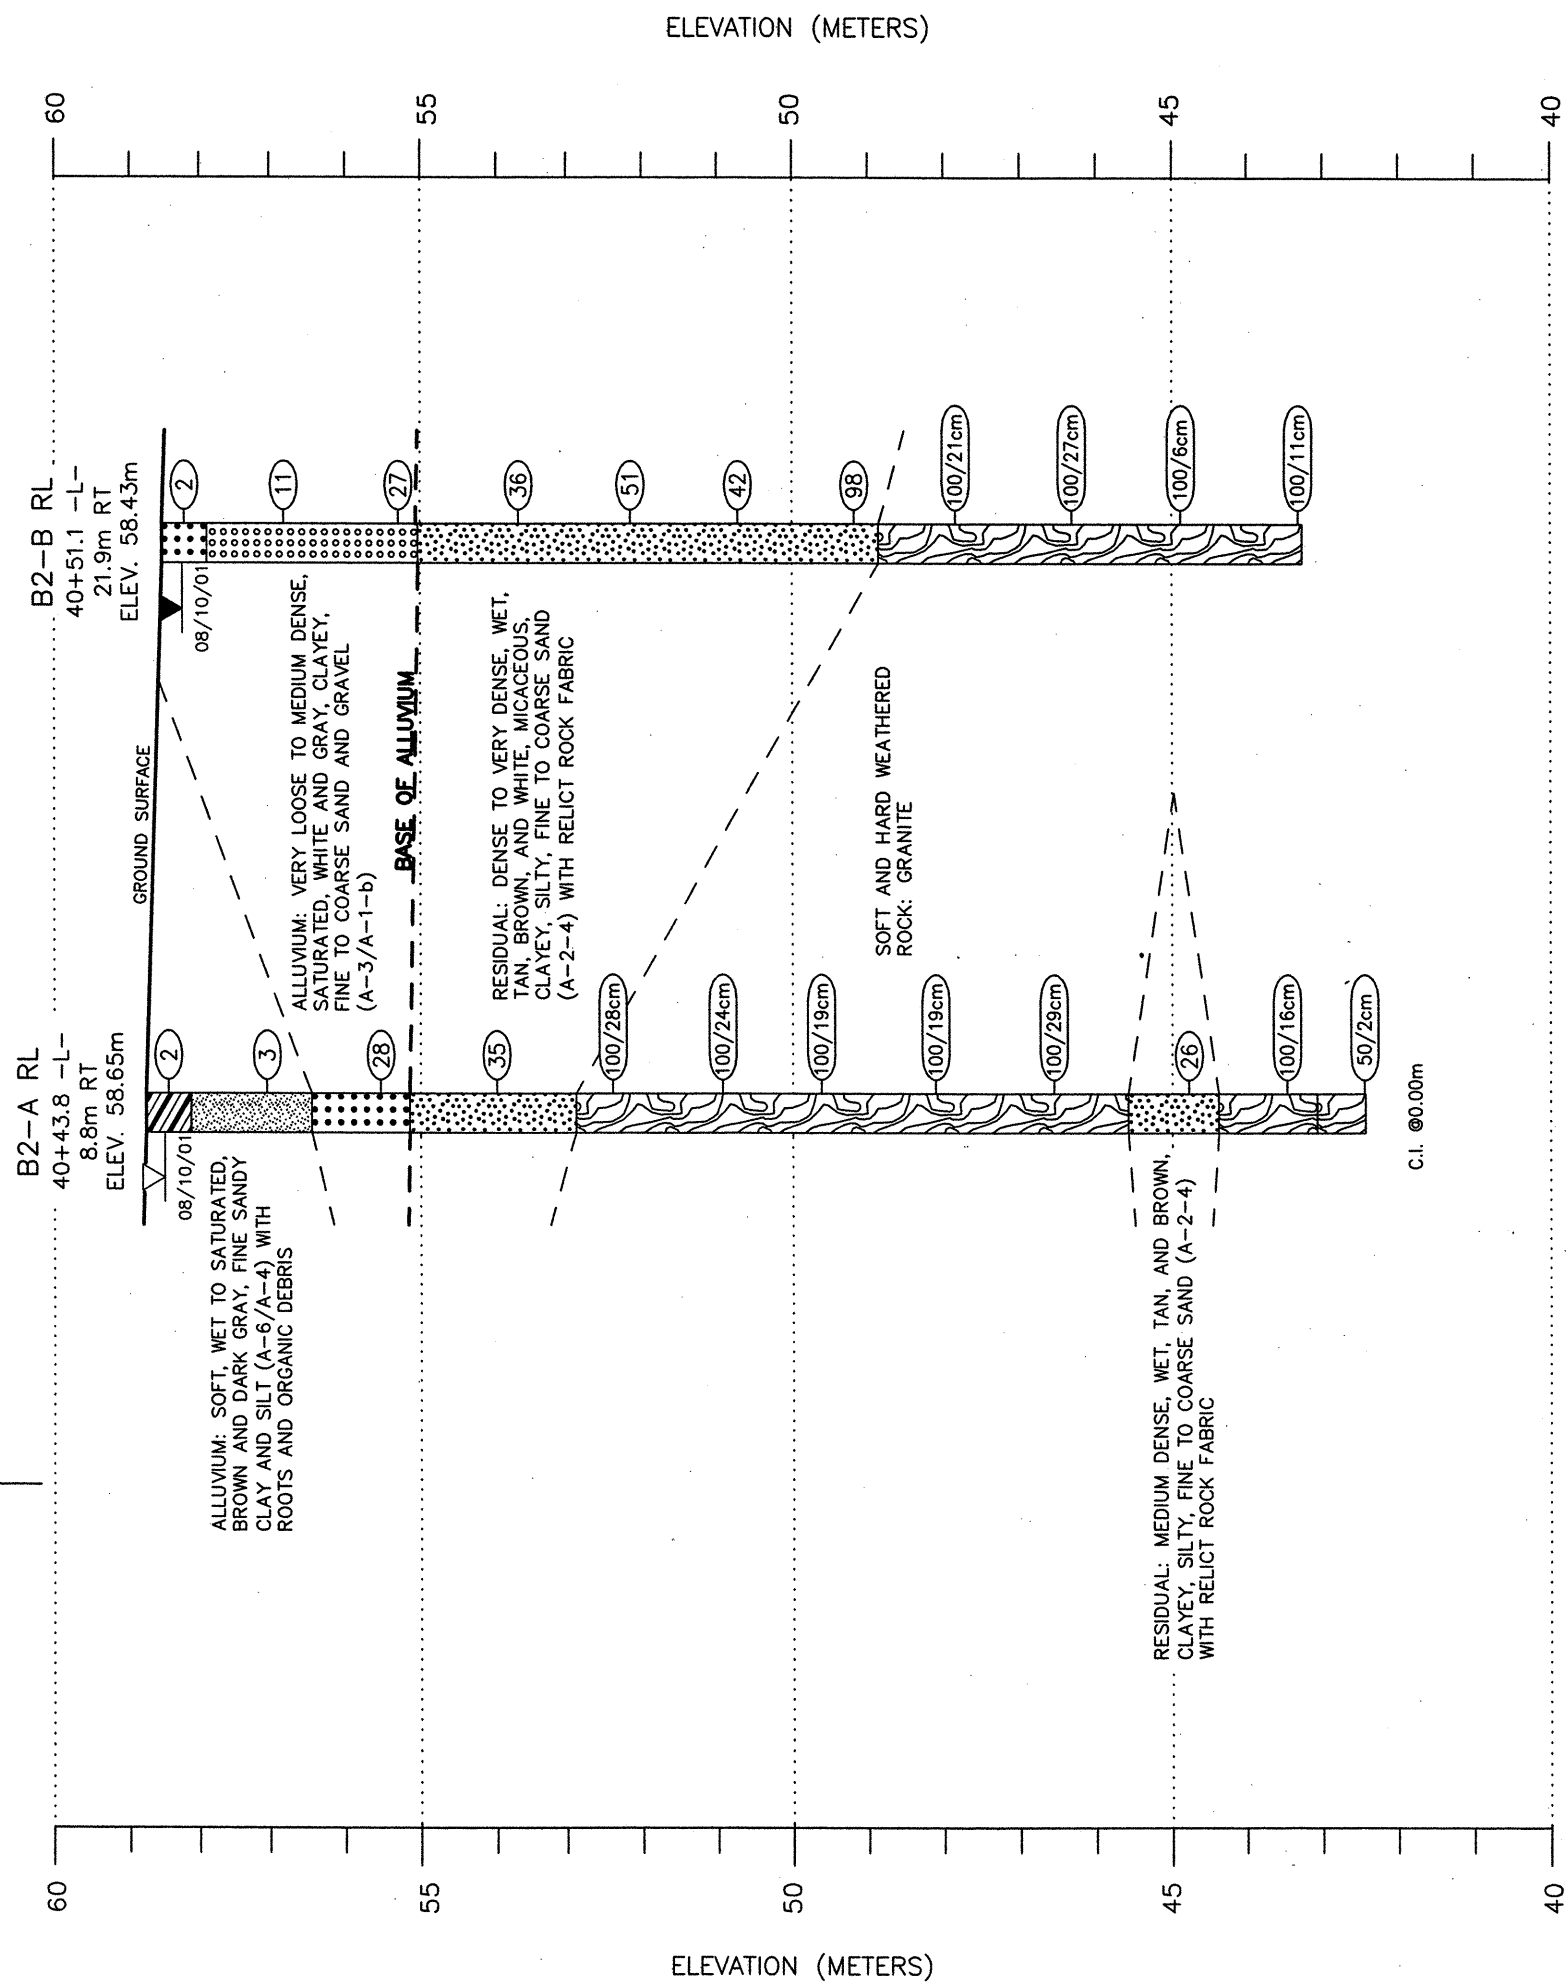 ELEVATION (METERS)
60
55
50
45
40
B2-A RL
40+43.8 -L-
8.8m RT
ELEV. 58.65m
08/10/01
2
3
28
35
100/28cm
100/24cm
100/19cm
100/19cm
100/29cm
26
100/16cm
50/2cm
C.I. @0.00m
ALLUVIUM: SOFT, WET TO SATURATED,
BROWN AND DARK GRAY, FINE SANDY
CLAY AND SILT (A-6/A-4) WITH
ROOTS AND ORGANIC DEBRIS
RESIDUAL: MEDIUM DENSE, WET, TAN, AND BROWN,
CLAYEY, SILTY, FINE TO COARSE SAND (A-2-4)
WITH RELICT ROCK FABRIC
GROUND SURFACE
ALLUVIUM: VERY LOOSE TO MEDIUM DENSE,
SATURATED, WHITE AND GRAY, CLAYEY,
FINE TO COARSE SAND AND GRAVEL
(A-3/A-1-b)
BASE OF ALLUVIUM
RESIDUAL: DENSE TO VERY DENSE, WET,
TAN, BROWN, AND WHITE, MICACEOUS,
CLAYEY, SILTY, FINE TO COARSE SAND
(A-2-4) WITH RELICT ROCK FABRIC
SOFT AND HARD WEATHERED
ROCK: GRANITE
B2-B RL
40+51.1 -L-
21.9m RT
ELEV. 58.43m
08/10/01
2
11
27
36
51
42
98
100/21cm
100/27cm
100/6cm
100/11cm
60
55
50
45
40
ELEVATION (METERS)